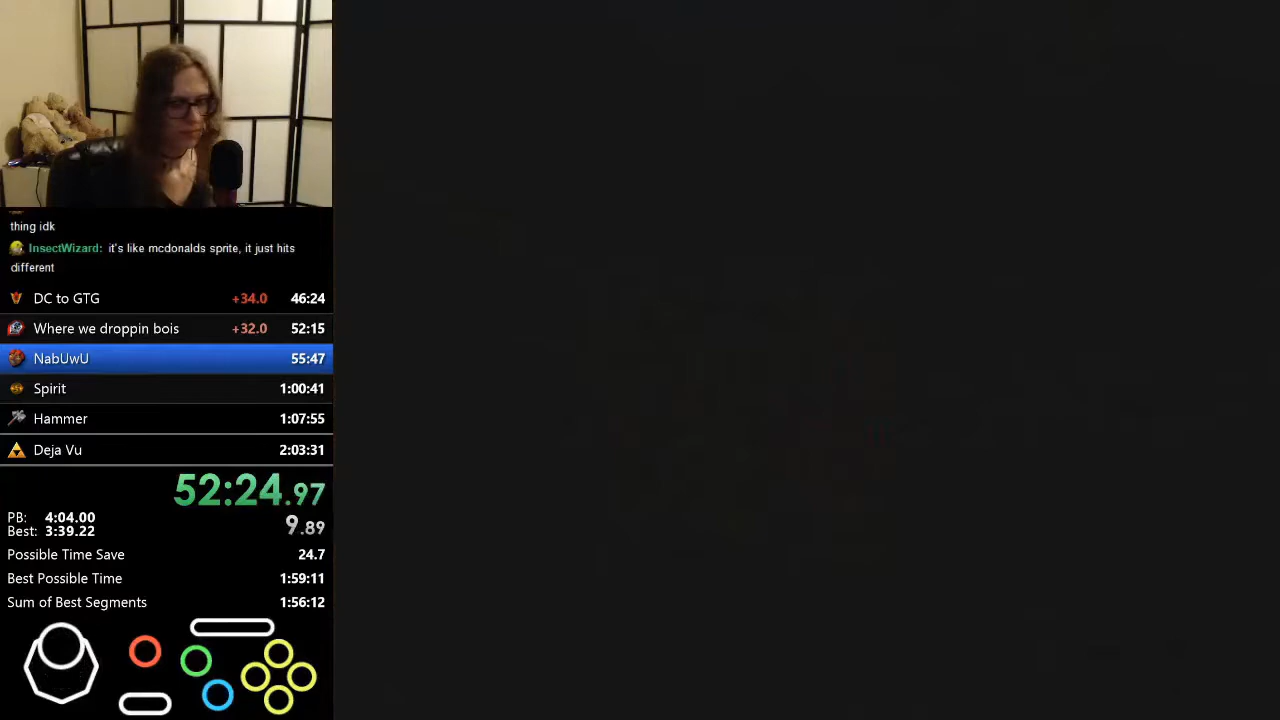 thing idk
InsectWizard: it's like mcdonalds sprite, it just hits
different
DC to GTG +34.0 46:24
Where we droppin bois +32.0 52:15
NabUwU 55:47
Spirit 1:00:41
Hammer 1:07:55
Deja Vu 2:03:31
52:24.97
PB: 4:04.00
9.89
Best: 3:39.22
Possible Time Save 24.7
Best Possible Time 1:59:11
Sum of Best Segments 1:56:12